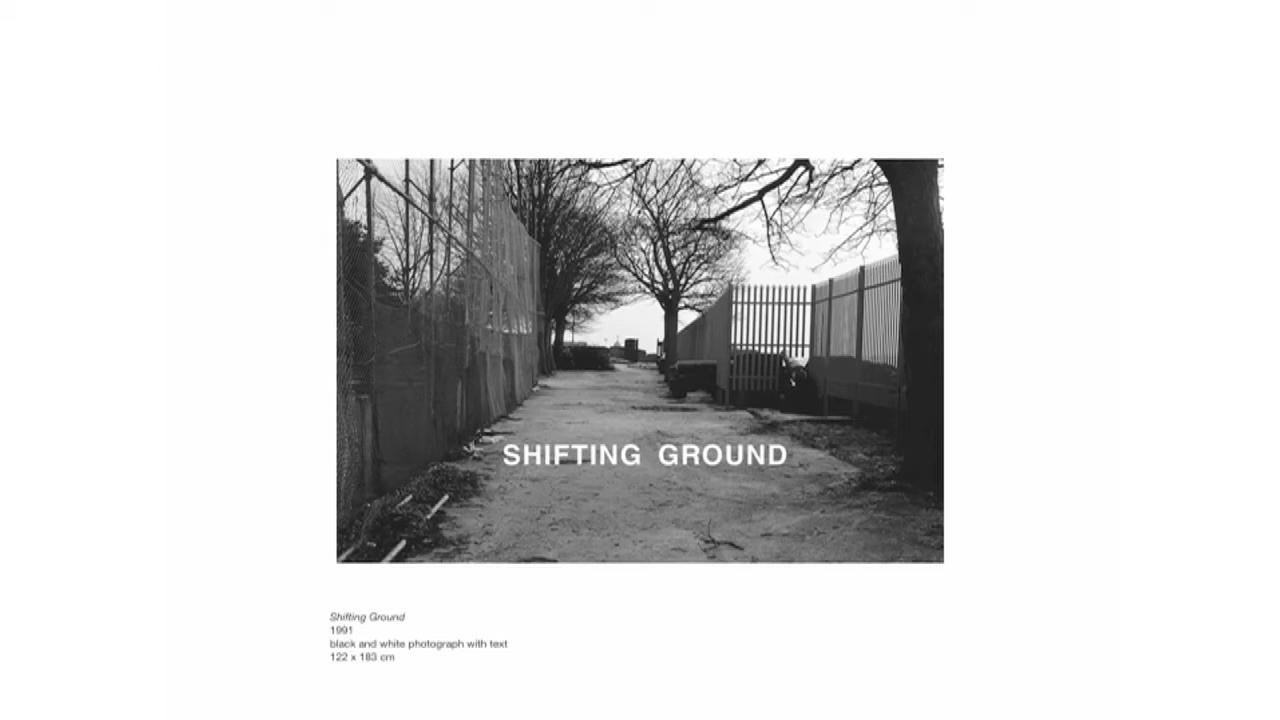 SHIFTING GROUND
Shifting Ground
1991
black and white photograph with text
122 x 183 cm